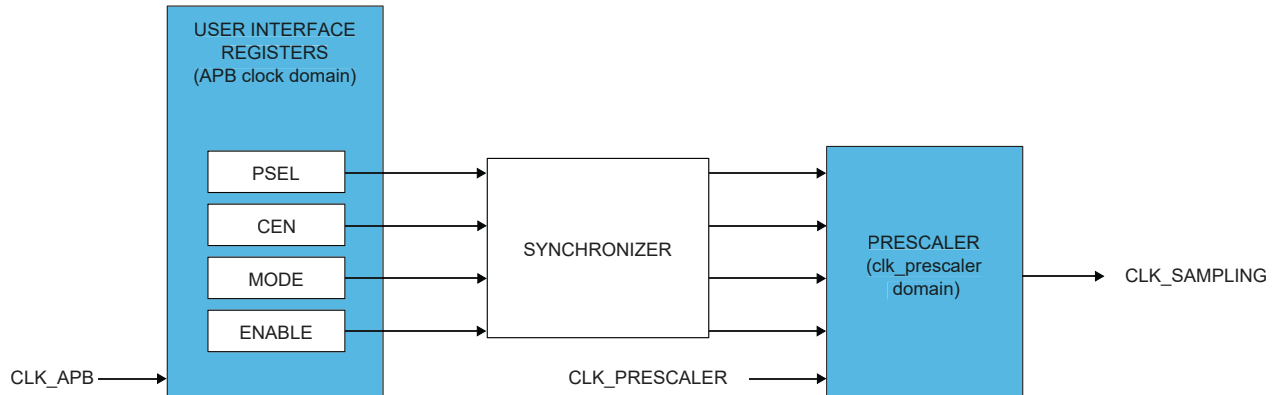 USER INTERFACE
REGISTERS
(APB clock domain)
PSEL
CEN
MODE
ENABLE
CLK_APB
SYNCHRONIZER
CLK_PRESCALER
PRESCALER
(clk_prescaler
domain)
CLK_SAMPLING